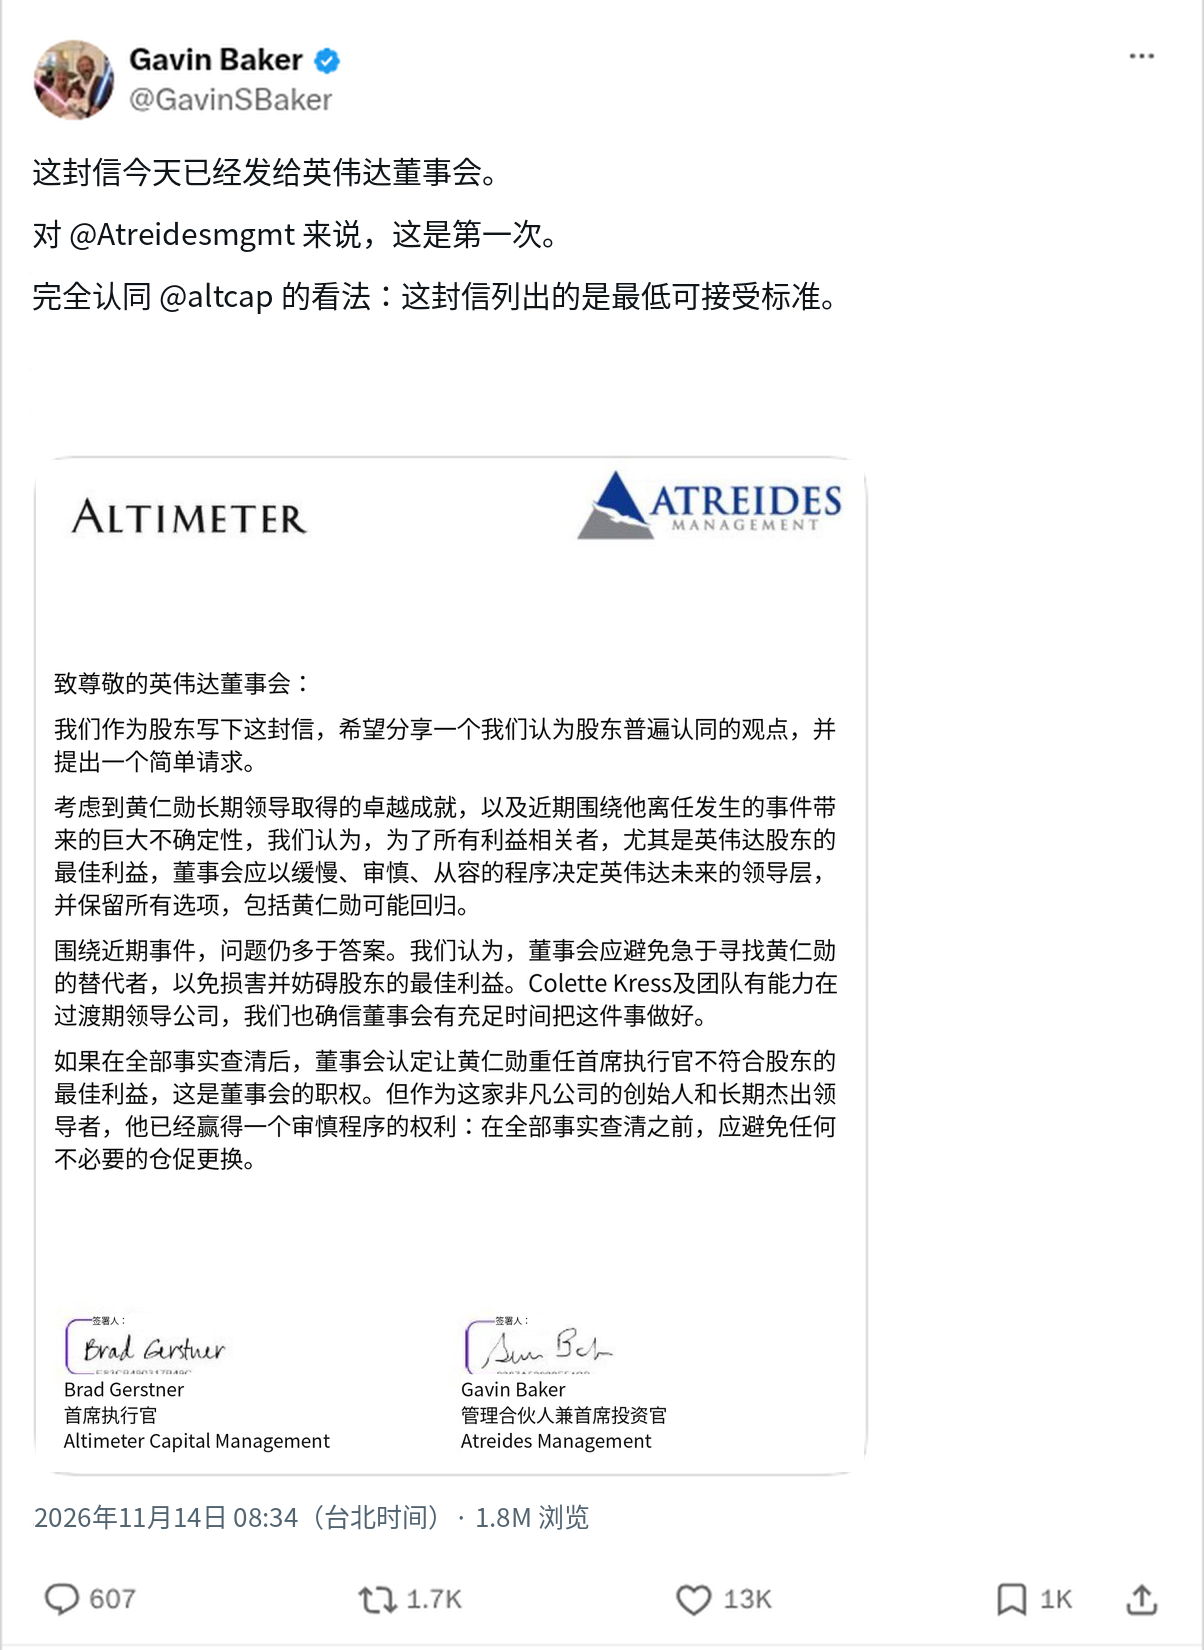 Gavin Baker
@GavinSBaker
这封信今天已经发给英伟达董事会。
对 @Atreidesmgmt 来说，这是第一次。
完全认同 @altcap 的看法：这封信列出的是最低可接受标准。
ALTIMETER
ATREIDES
MANAGEMENT
致尊敬的英伟达董事会：
我们作为股东写下这封信，希望分享一个我们认为股东普遍认同的观点，并
提出一个简单请求。
考虑到黄仁勋长期领导取得的卓越成就，以及近期围绕他离任发生的事件带
来的巨大不确定性，我们认为，为了所有利益相关者，尤其是英伟达股东的
最佳利益，董事会应以缓慢、审慎、从容的程序决定英伟达未来的领导层，
并保留所有选项，包括黄仁勋可能回归。
围绕近期事件，问题仍多于答案。我们认为，董事会应避免急于寻找黄仁勋
的替代者，以免损害并妨碍股东的最佳利益。Colette Kress及团队有能力在
过渡期领导公司，我们也确信董事会有充足时间把这件事做好。
如果在全部事实查清后，董事会认定让黄仁勋重任首席执行官不符合股东的
最佳利益，这是董事会的职权。但作为这家非凡公司的创始人和长期杰出领
导者，他已经赢得一个审慎程序的权利：在全部事实查清之前，应避免任何
不必要的仓促更换。
签署人：
Brad Gerstner
签署人：
Brad Gerstner
首席执行官
Altimeter Capital Management
Gavin Baker
管理合伙人兼首席投资官
Atreides Management
2026年11月14日 08:34（台北时间） · 1.8M 浏览
607
1.7K
13K
1K